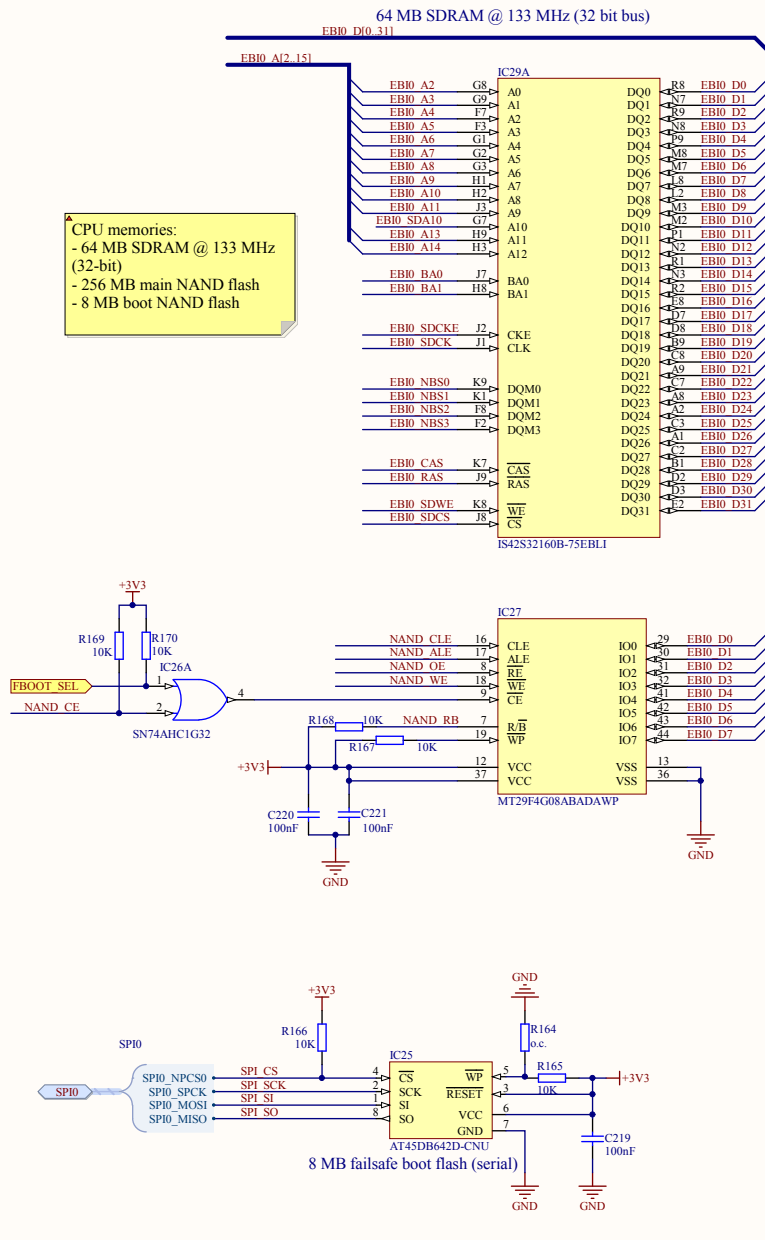 64 MB SDRAM @ 133 MHz (32 bit bus)
EBI0_D[0..31]
EBI0_A[2..15]
IC29A
EBI0_A2 G8 A0 DQ0 R8 EBI0_D0
EBI0_A3 G9 A1 DQ1 N7 EBI0_D1
EBI0_A4 F7 A2 DQ2 R9 EBI0_D2
EBI0_A5 F3 A3 DQ3 N8 EBI0_D3
EBI0_A6 G1 A4 DQ4 P9 EBI0_D4
EBI0_A7 G2 A5 DQ5 M8 EBI0_D5
EBI0_A8 G3 A6 DQ6 M7 EBI0_D6
EBI0_A9 H1 A7 DQ7 L8 EBI0_D7
EBI0_A10 H2 A8 DQ8 L2 EBI0_D8
EBI0_A11 J3 A9 DQ9 M3 EBI0_D9
EBI0_SDA10 G7 A10 DQ10 M2 EBI0_D10
EBI0_A13 H9 A11 DQ11 P1 EBI0_D11
EBI0_A14 H3 A12 DQ12 N2 EBI0_D12
DQ13 R1 EBI0_D13
EBI0_BA0 J7 BA0 DQ14 N3 EBI0_D14
EBI0_BA1 H8 BA1 DQ15 R2 EBI0_D15
DQ16 E8 EBI0_D16
DQ17 D7 EBI0_D17
EBI0_SDCKE J2 CKE DQ18 D8 EBI0_D18
EBI0_SDCK J1 CLK DQ19 B9 EBI0_D19
DQ20 C8 EBI0_D20
DQ21 A9 EBI0_D21
EBI0_NBS0 K9 DQM0 DQ22 C7 EBI0_D22
EBI0_NBS1 K1 DQM1 DQ23 A8 EBI0_D23
EBI0_NBS2 F8 DQM2 DQ24 A2 EBI0_D24
EBI0_NBS3 F2 DQM3 DQ25 C3 EBI0_D25
DQ26 A1 EBI0_D26
DQ27 C2 EBI0_D27
EBI0_CAS K7 CAS DQ28 B1 EBI0_D28
EBI0_RAS J9 RAS DQ29 D2 EBI0_D29
DQ30 D3 EBI0_D30
EBI0_SDWE K8 WE DQ31 E2 EBI0_D31
EBI0_SDCS J8 CS
IS42S32160B-75EBLI
CPU memories:
- 64 MB SDRAM @ 133 MHz
(32-bit)
- 256 MB main NAND flash
- 8 MB boot NAND flash
+3V3
R169
10K
R170
10K
IC26A
FBOOT_SEL 1
NAND_CE 2
4
SN74AHC1G32
IC27
NAND_CLE 16 CLE IO0 29 EBI0_D0
NAND_ALE 17 ALE IO1 30 EBI0_D1
NAND_OE 8 RE IO2 31 EBI0_D2
NAND_WE 18 WE IO3 32 EBI0_D3
9 CE IO4 41 EBI0_D4
IO5 42 EBI0_D5
R168 10K NAND_RB 7 R/B IO6 43 EBI0_D6
R167 10K 19 WP IO7 44 EBI0_D7
+3V3 12 VCC VSS 13
37 VCC VSS 36
MT29F4G08ABADAWP
C220
100nF
C221
100nF
GND
GND
GND
+3V3
R166
10K
R164
o.c.
SPI0
IC25
SPI0
SPI0_NPCS0 SPI_CS 4 CS WP 5 R165 10K +3V3
SPI0_SPCK SPI_SCK 2 SCK RESET 3
SPI0_MOSI SPI_SI 1 SI VCC 6
SPI0_MISO SPI_SO 8 SO GND 7
AT45DB642D-CNU
C219
100nF
8 MB failsafe boot flash (serial)
GND
GND